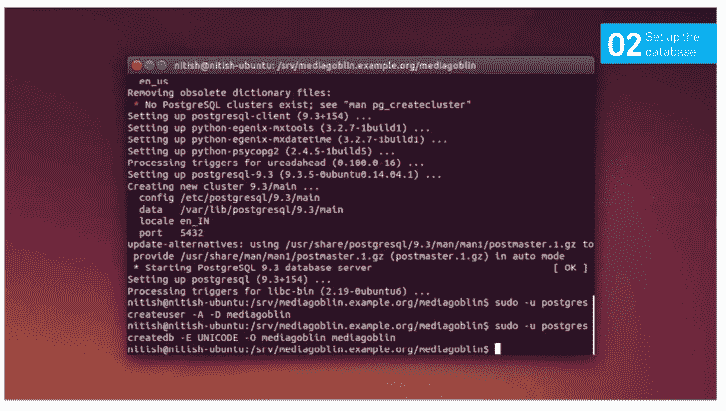 02 Set up the
database
nitish@nitish-ubuntu: /srv/mediagoblin.example.org/mediagoblin
en_us
Removing obsolete dictionary files:
* No PostgreSQL clusters exist; see "man pg_createcluster"
Setting up postgresql-client (9.3+154) ...
Setting up python-egenix-mxtools (3.2.7-1build1) ...
Setting up python-egenix-mxdatetime (3.2.7-1build1) ...
Setting up python-psycopg2 (2.4.5-1build5) ...
Processing triggers for ureadahead (0.100.0-16) ...
Setting up postgresql-9.3 (9.3.5-0ubuntu0.14.04.1) ...
Creating new cluster 9.3/main ...
config /etc/postgresql/9.3/main
data /var/lib/postgresql/9.3/main
locale en_IN
port 5432
update-alternatives: using /usr/share/postgresql/9.3/man/man1/postmaster.1.gz to
provide /usr/share/man/man1/postmaster.1.gz (postmaster.1.gz) in auto mode
* Starting PostgreSQL 9.3 database server [ OK ]
Setting up postgresql (9.3+154) ...
Processing triggers for libc-bin (2.19-0ubuntu6) ...
nitish@nitish-ubuntu:/srv/mediagoblin.example.org/mediagoblin$ sudo -u postgres
createuser -A -D mediagoblin
nitish@nitish-ubuntu:/srv/mediagoblin.example.org/mediagoblin$ sudo -u postgres
createdb -E UNICODE -O mediagoblin mediagoblin
nitish@nitish-ubuntu:/srv/mediagoblin.example.org/mediagoblin$